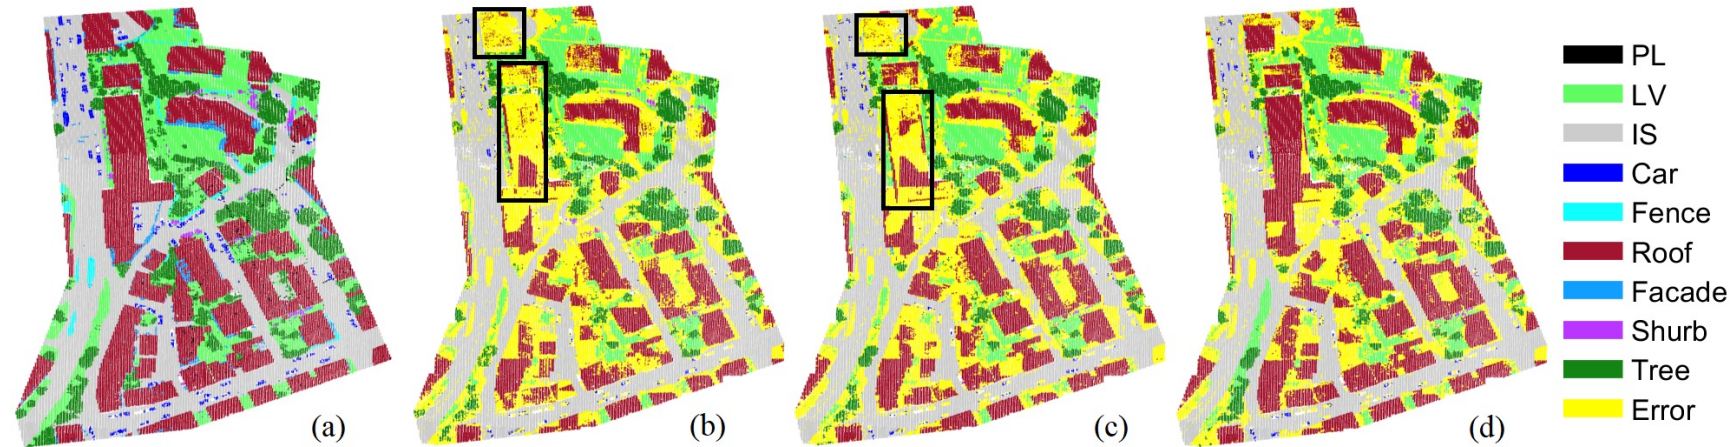 PL
LV
IS
Car
Fence
Roof
Facade
Shurb
Tree
Error
(a)
(b)
(c)
(d)